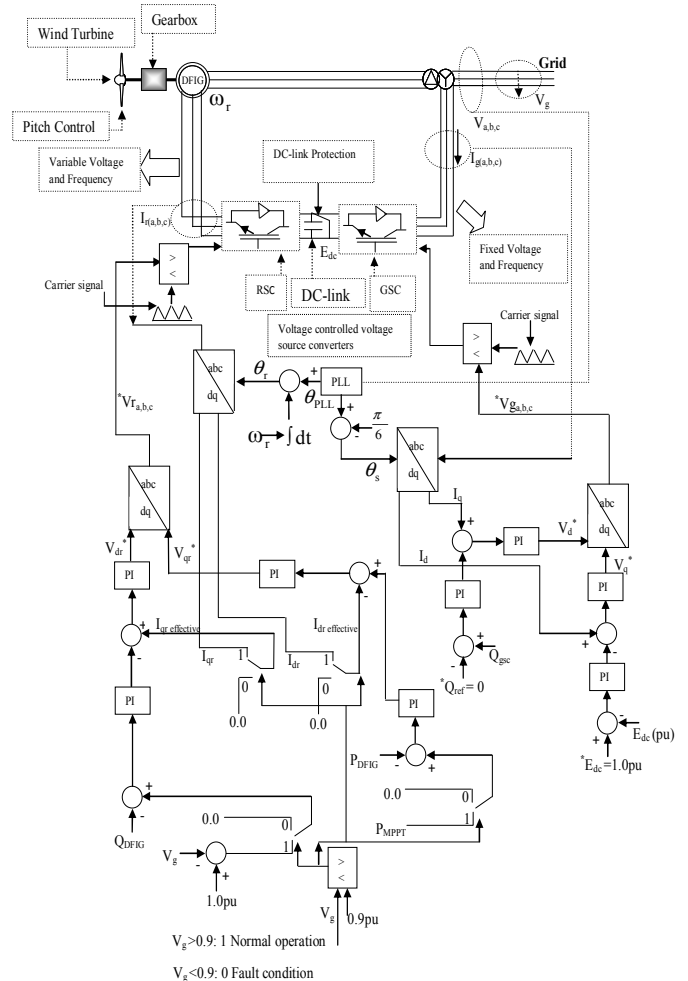 Gearbox
Wind Turbine
DFIG
ω_r
Grid
V_g
V_a,b,c
Pitch Control
Variable Voltage
and Frequency
DC-link Protection
I_g(a,b,c)
I_r(a,b,c)
E_dc
Fixed Voltage
and Frequency
>
<
RSC
DC-link
GSC
Carrier signal
Voltage controlled voltage
source converters
Carrier signal
>
<
abc
dq
θ_r
+
PLL
θ_PLL
+
*Vr_a,b,c
*Vg_a,b,c
ω_r
∫dt
-
π
6
θ_s
abc
dq
abc
dq
I_q
abc
dq
+
V_dr*
V_qr*
PI
V_d*
I_d
V_q*
PI
PI
+
-
PI
PI
I_qr effective
+
-
I_dr effective
-
+
-
I_qr
1
I_dr
1
+
-
Q_gsc
*Q_ref = 0
PI
0
0
0.0
0.0
PI
PI
-
+
E_dc (pu)
*E_dc =1.0pu
P_DFIG
-
+
0.0
0
+
-
Q_DFIG
0.0
0
P_MPPT
1
V_g
-
+
1
1.0pu
>
<
V_g
0.9pu
V_g>0.9: 1 Normal operation
V_g<0.9: 0 Fault condition